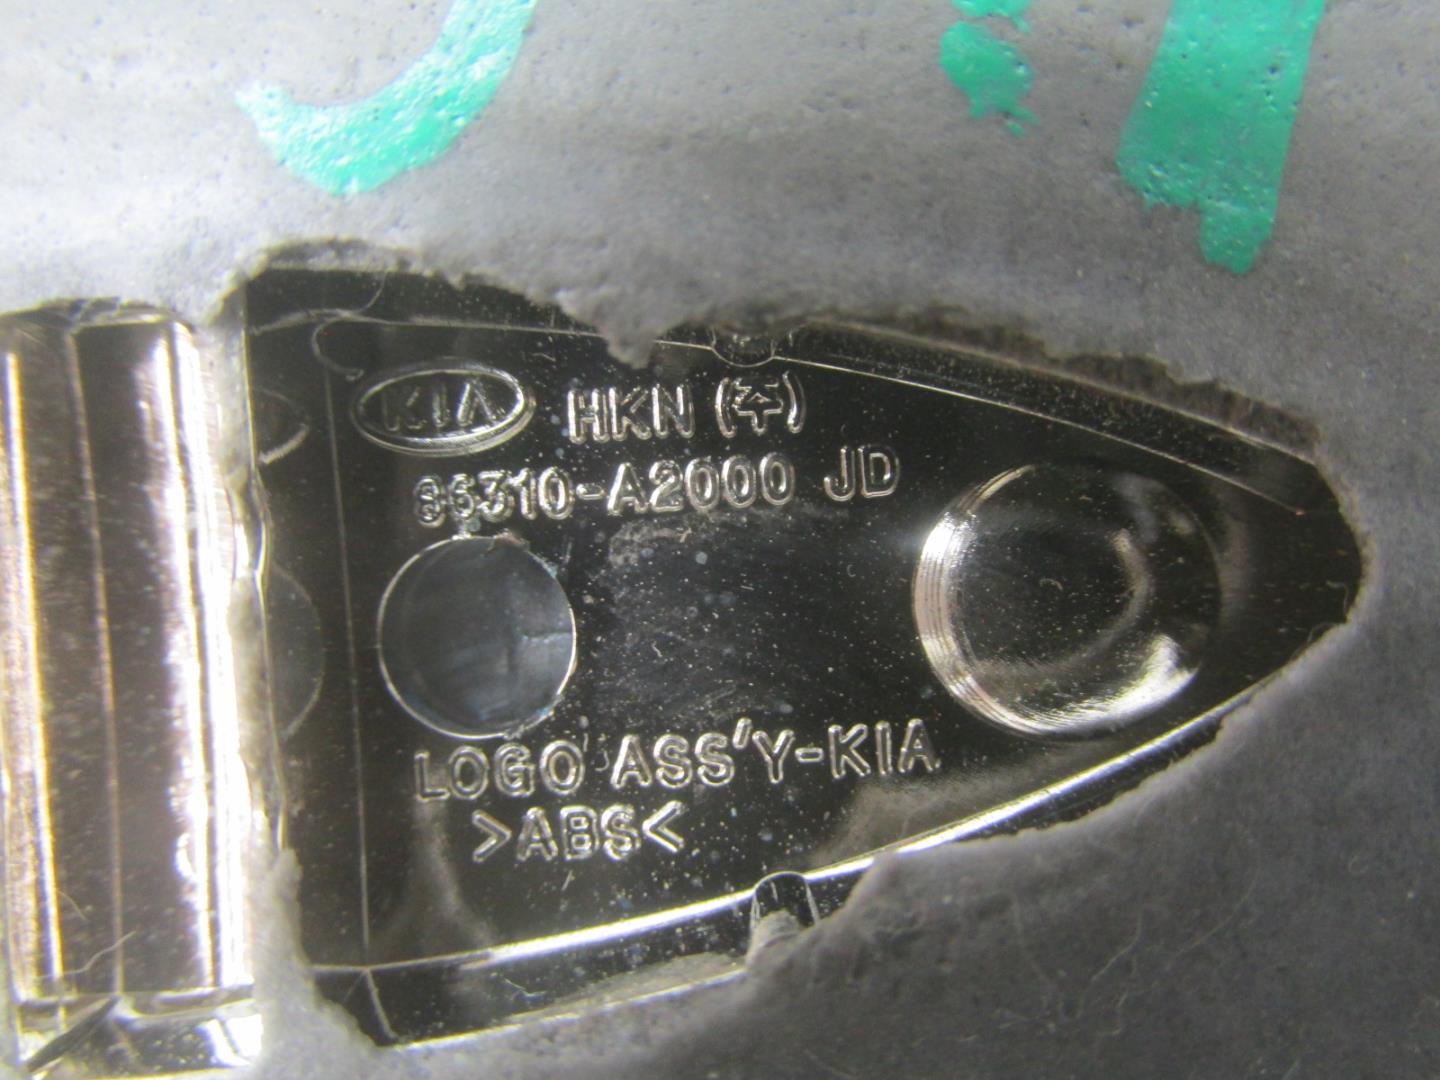 KIA HKN (주)
86310-A2000 JD
LOGO ASS'Y-KIA
>ABS<